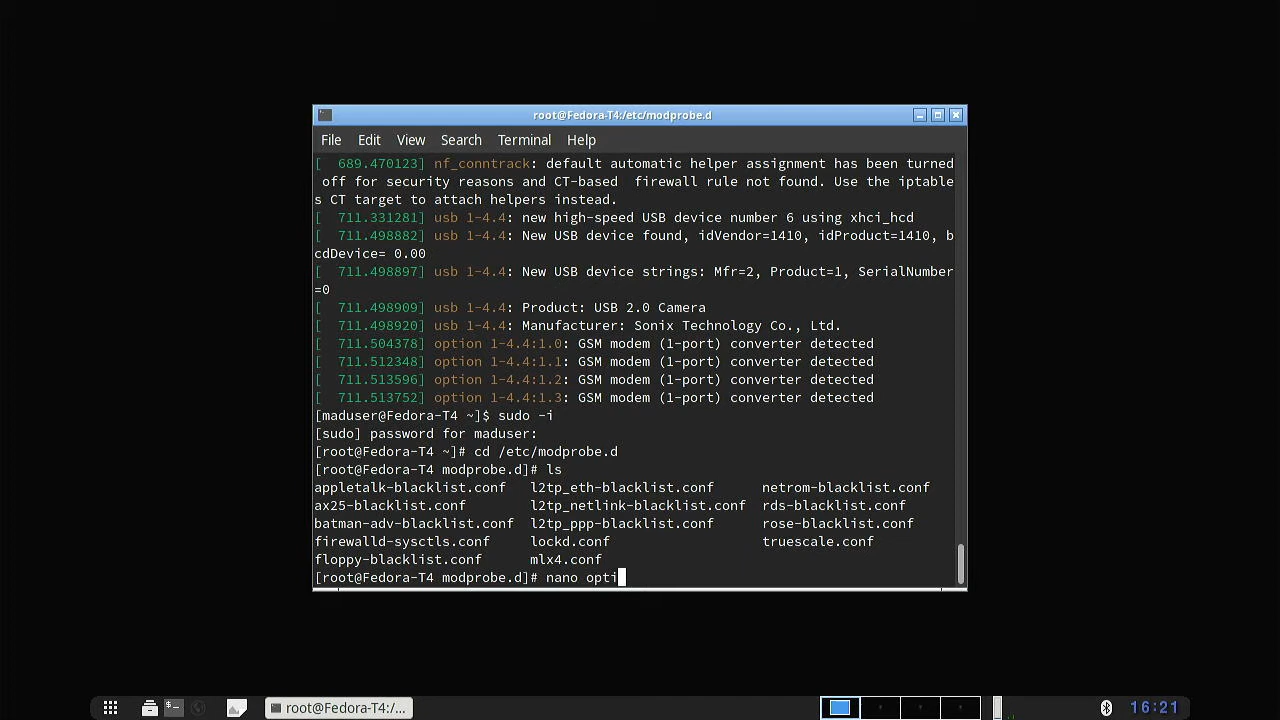 root@Fedora-T4:/etc/modprobe.d
File Edit View Search Terminal Help
[  689.470123] nf_conntrack: default automatic helper assignment has been turned
 off for security reasons and CT-based  firewall rule not found. Use the iptable
s CT target to attach helpers instead.
[  711.331281] usb 1-4.4: new high-speed USB device number 6 using xhci_hcd
[  711.498882] usb 1-4.4: New USB device found, idVendor=1410, idProduct=1410, b
cdDevice= 0.00
[  711.498897] usb 1-4.4: New USB device strings: Mfr=2, Product=1, SerialNumber
=0
[  711.498909] usb 1-4.4: Product: USB 2.0 Camera
[  711.498920] usb 1-4.4: Manufacturer: Sonix Technology Co., Ltd.
[  711.504378] option 1-4.4:1.0: GSM modem (1-port) converter detected
[  711.512348] option 1-4.4:1.1: GSM modem (1-port) converter detected
[  711.513596] option 1-4.4:1.2: GSM modem (1-port) converter detected
[  711.513752] option 1-4.4:1.3: GSM modem (1-port) converter detected
[maduser@Fedora-T4 ~]$ sudo -i
[sudo] password for maduser:
[root@Fedora-T4 ~]# cd /etc/modprobe.d
[root@Fedora-T4 modprobe.d]# ls
appletalk-blacklist.conf   l2tp_eth-blacklist.conf      netrom-blacklist.conf
ax25-blacklist.conf        l2tp_netlink-blacklist.conf  rds-blacklist.conf
batman-adv-blacklist.conf  l2tp_ppp-blacklist.conf      rose-blacklist.conf
firewalld-sysctls.conf     lockd.conf                   truescale.conf
floppy-blacklist.conf      mlx4.conf
[root@Fedora-T4 modprobe.d]# nano opti
root@Fedora-T4:/... 16:21